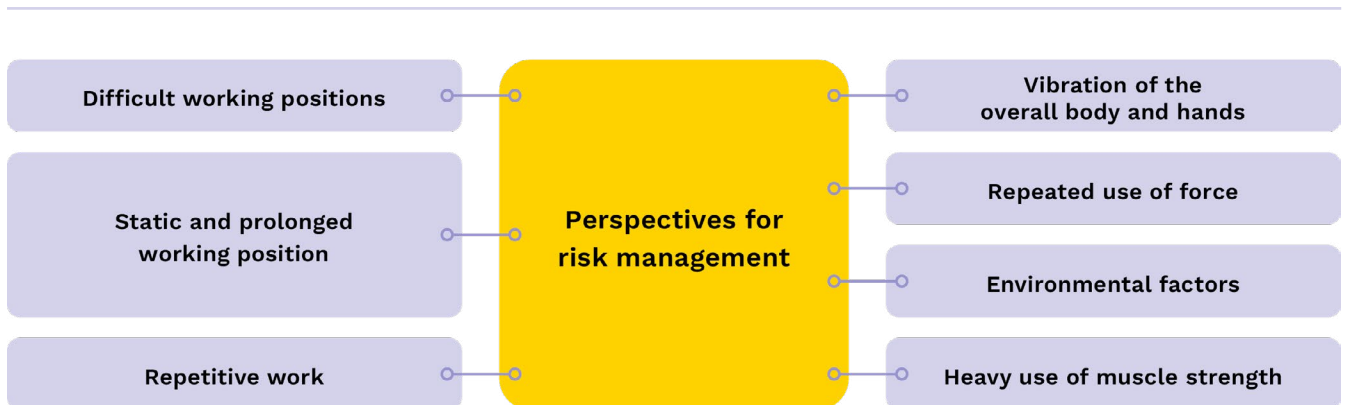 Difficult working positions
Static and prolonged
working position
Repetitive work
Perspectives for
risk management
Vibration of the
overall body and hands
Repeated use of force
Environmental factors
Heavy use of muscle strength